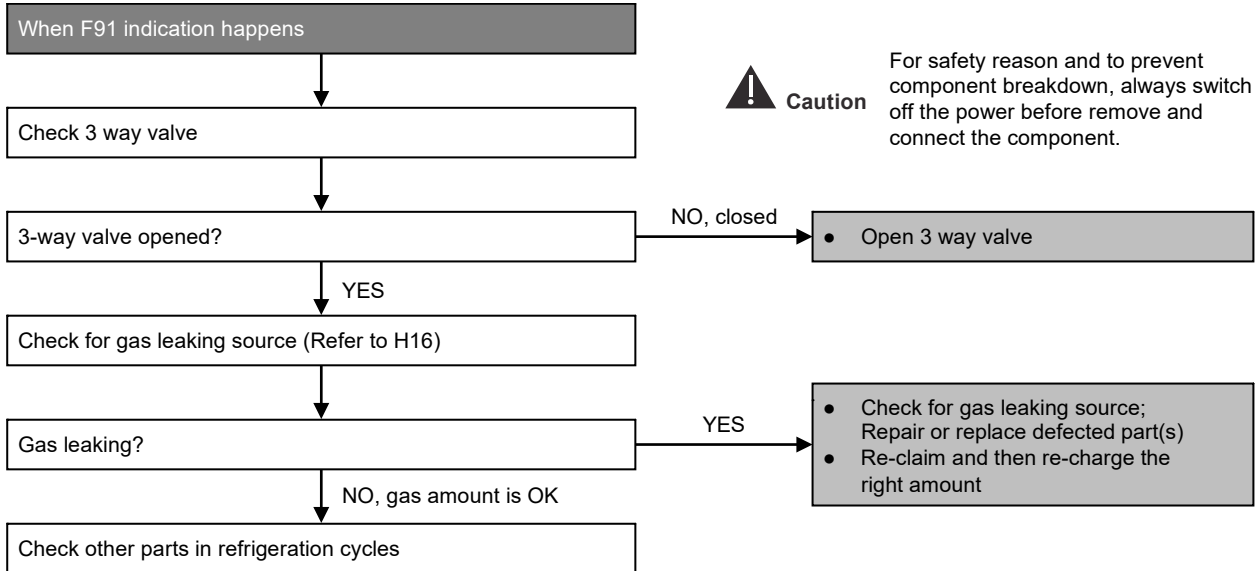 When F91 indication happens
Caution
For safety reason and to prevent
component breakdown, always switch
off the power before remove and
connect the component.
Check 3 way valve
3-way valve opened?
NO, closed
● Open 3 way valve
YES
Check for gas leaking source (Refer to H16)
Gas leaking?
YES
● Check for gas leaking source;
Repair or replace defected part(s)
● Re-claim and then re-charge the
right amount
NO, gas amount is OK
Check other parts in refrigeration cycles